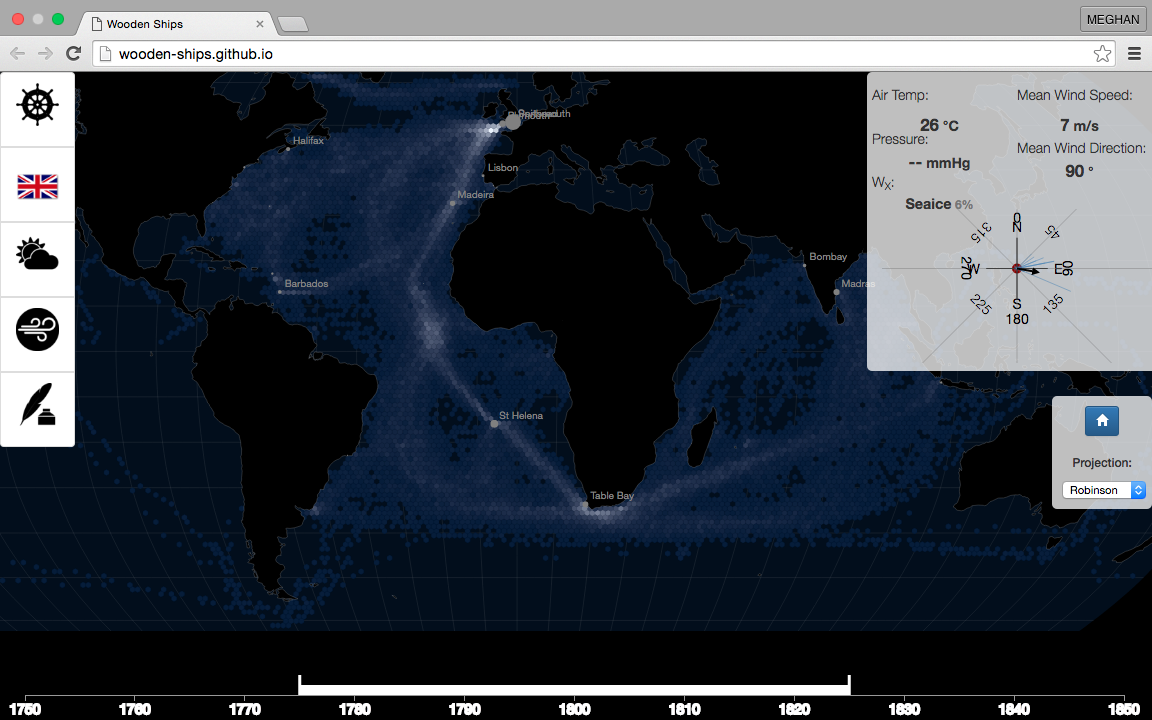 Wooden Ships
MEGHAN
wooden-ships.github.io
Air Temp:
26 °C
Pressure:
-- mmHg
Wx:
Seaice 6%
Mean Wind Speed:
7 m/s
Mean Wind Direction:
90 °
0
N
45
E
90
135
S
180
225
W
270
315
Halifax
Lisbon
Madeira
Barbados
Bombay
Madras
St Helena
Table Bay
Projection:
Robinson
1750 1760 1770 1780 1790 1800 1810 1820 1830 1840 1850